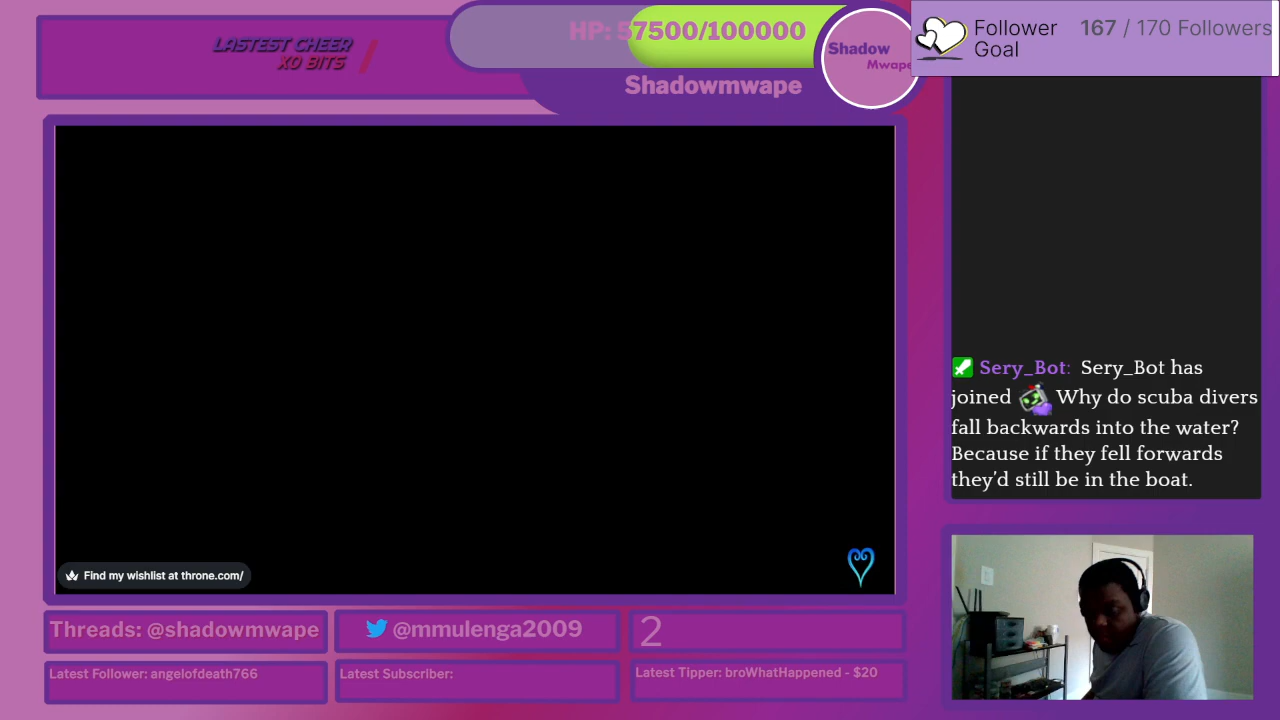 LASTEST CHEER
X0 BITS
HP: 57500/100000
Shadowmwape
Shadow
Mwape
Follower
Goal
167 / 170 Followers
Sery_Bot: Sery_Bot has
joined Why do scuba divers
fall backwards into the water?
Because if they fell forwards
they'd still be in the boat.
Find my wishlist at throne.com/
Threads: @shadowmwape
@mmulenga2009
2
Latest Follower: angelofdeath766
Latest Subscriber:
Latest Tipper: broWhatHappened - $20